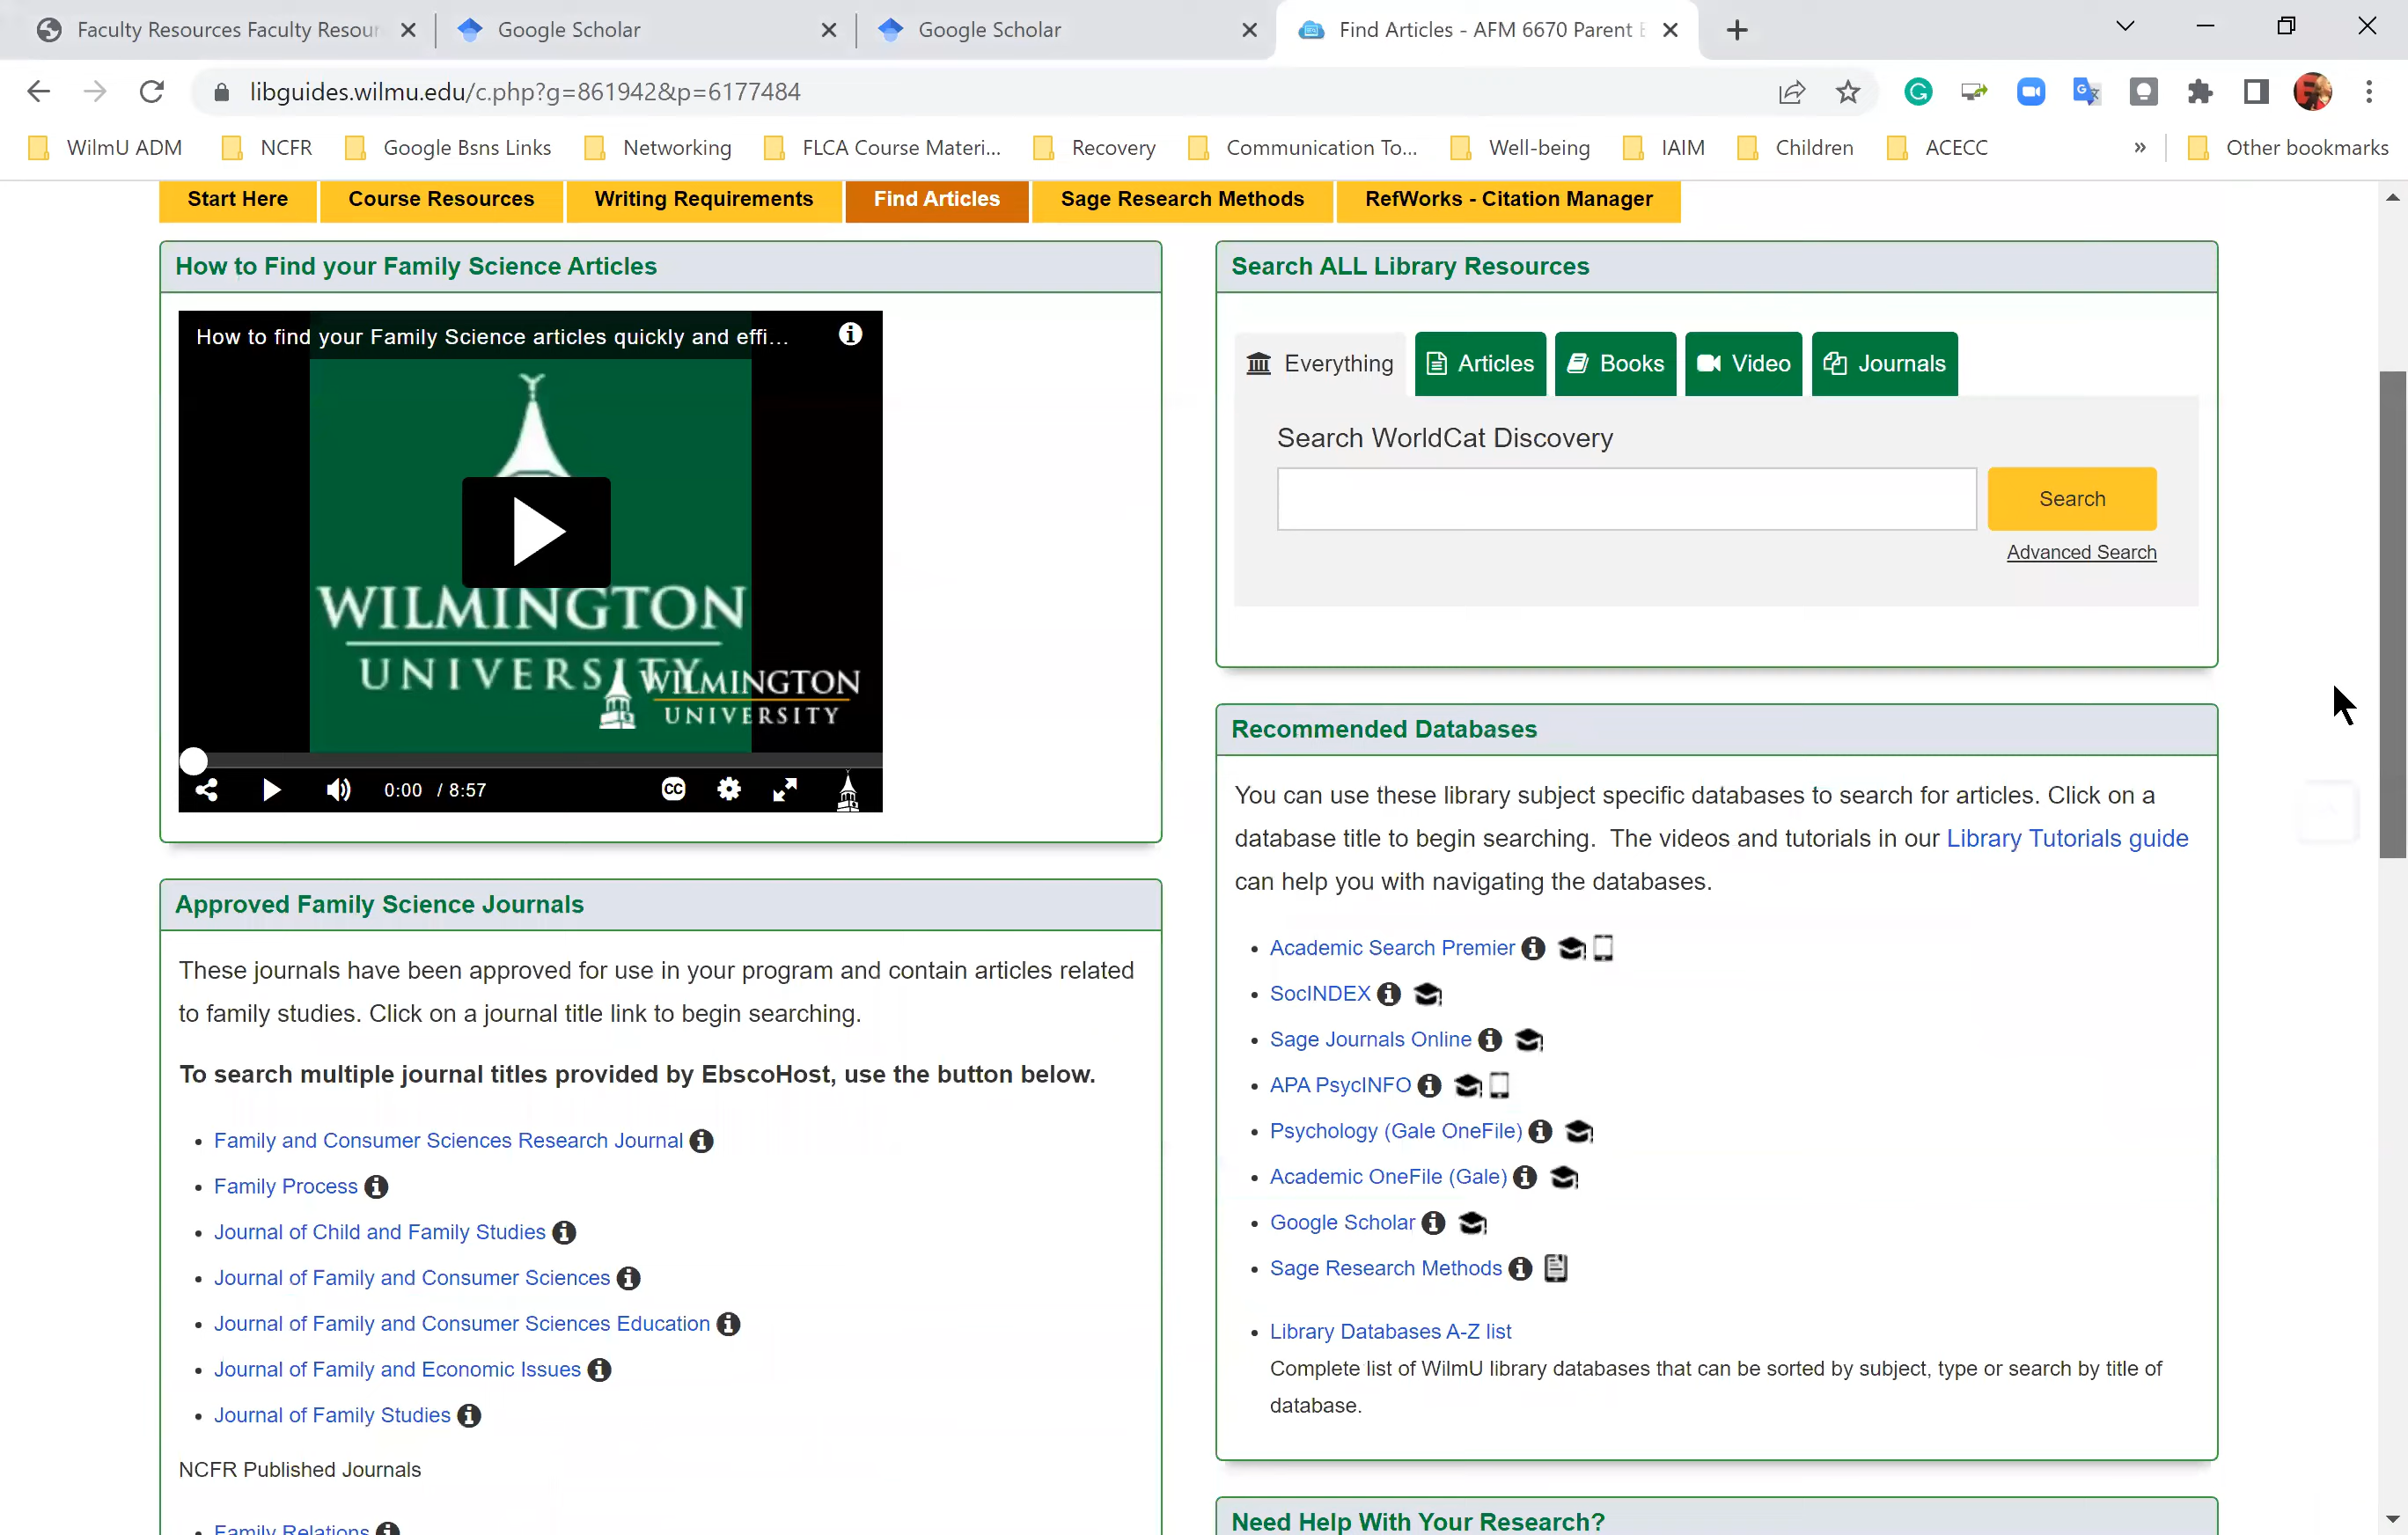 Faculty Resources Faculty Resour
Google Scholar
Google Scholar
Find Articles - AFM 6670 Parent E
libguides.wilmu.edu/c.php?g=861942&p=6177484
WilmU ADM
NCFR
Google Bsns Links
Networking
FLCA Course Materi...
Recovery
Communication To...
Well-being
IAIM
Children
ACECC
»
Other bookmarks
Start Here
Course Resources
Writing Requirements
Find Articles
Sage Research Methods
RefWorks - Citation Manager
How to Find your Family Science Articles
How to find your Family Science articles quickly and effi...
WILMINGTON
UNIVERSITY
WILMINGTON
UNIVERSITY
0:00 / 8:57
CC
Approved Family Science Journals
These journals have been approved for use in your program and contain articles related
to family studies. Click on a journal title link to begin searching.
To search multiple journal titles provided by EbscoHost, use the button below.
• Family and Consumer Sciences Research Journal
• Family Process
• Journal of Child and Family Studies
• Journal of Family and Consumer Sciences
• Journal of Family and Consumer Sciences Education
• Journal of Family and Economic Issues
• Journal of Family Studies
NCFR Published Journals
• Family Relations
Search ALL Library Resources
Everything
Articles
Books
Video
Journals
Search WorldCat Discovery
Search
Advanced Search
Recommended Databases
You can use these library subject specific databases to search for articles. Click on a
database title to begin searching. The videos and tutorials in our Library Tutorials guide
can help you with navigating the databases.
• Academic Search Premier
• SocINDEX
• Sage Journals Online
• APA PsycINFO
• Psychology (Gale OneFile)
• Academic OneFile (Gale)
• Google Scholar
• Sage Research Methods
• Library Databases A-Z list
Complete list of WilmU library databases that can be sorted by subject, type or search by title of
database.
Need Help With Your Research?